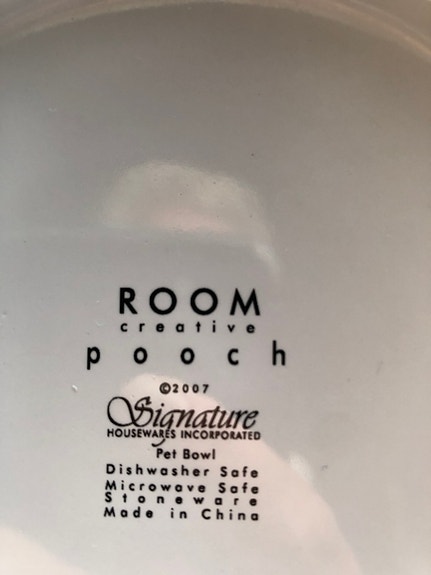 ROOM
creative
pooch
©2007
Signature
HOUSEWARES INCORPORATED
Pet Bowl
Dishwasher Safe
Microwave Safe
Stoneware
Made in China